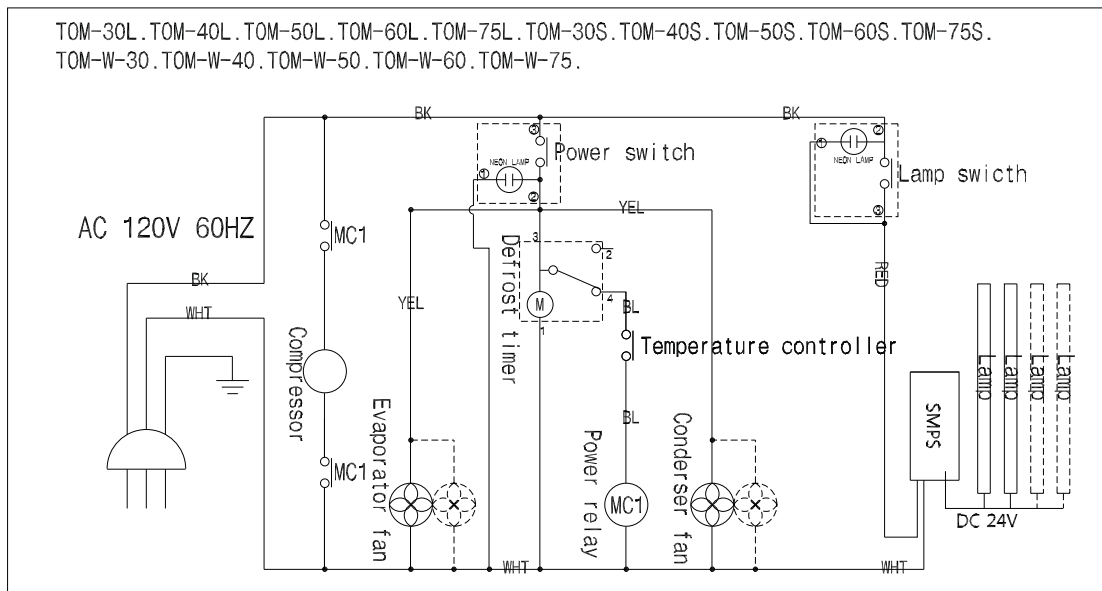 TOM-30L.TOM-40L.TOM-50L.TOM-60L.TOM-75L.TOM-30S.TOM-40S.TOM-50S.TOM-60S.TOM-75S.
TOM-W-30.TOM-W-40.TOM-W-50.TOM-W-60.TOM-W-75.
BK
BK
③
Power switch
NEON LAMP
①
②
②
①
NEON LAMP
Lamp swicth
③
AC 120V 60HZ
MC1
YEL
3
2
Defrost timer
4
M
1
BK
WHT
YEL
BL
RED
Compressor
Temperature controller
Lamp
Lamp
Lamp
Lamp
SMPS
Evaporator fan
BL
Power relay
Conderser fan
MC1
MC1
DC 24V
WHT
WHT